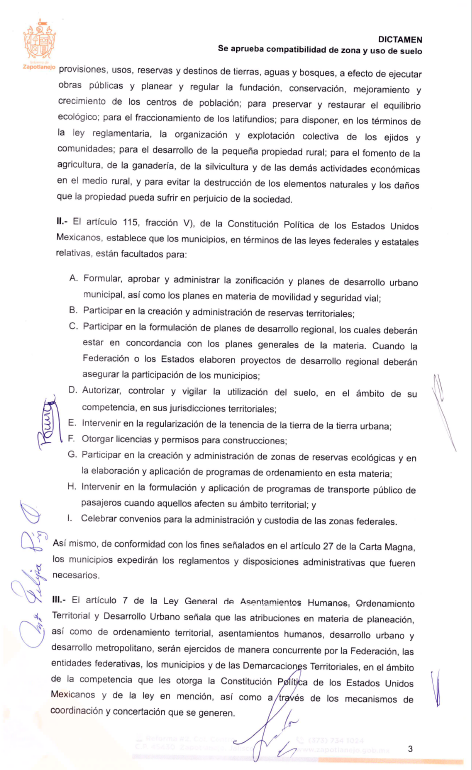 Zapotlanejo
DICTAMEN
Se aprueba compatibilidad de zona y uso de suelo
provisiones, usos, reservas y destinos de tierras, aguas y bosques, a efecto de ejecutar
obras públicas y planear y regular la fundación, conservación, mejoramiento y
crecimiento de los centros de población; para preservar y restaurar el equilibrio
ecológico; para el fraccionamiento de los latifundios; para disponer, en los términos de
la ley reglamentaria, la organización y explotación colectiva de los ejidos y
comunidades; para el desarrollo de la pequeña propiedad rural; para el fomento de la
agricultura, de la ganadería, de la silvicultura y de las demás actividades económicas
en el medio rural, y para evitar la destrucción de los elementos naturales y los daños
que la propiedad pueda sufrir en perjuicio de la sociedad.
II.- El artículo 115, fracción V), de la Constitución Política de los Estados Unidos
Mexicanos, establece que los municipios, en términos de las leyes federales y estatales
relativas, están facultados para:
A. Formular, aprobar y administrar la zonificación y planes de desarrollo urbano
municipal, así como los planes en materia de movilidad y seguridad vial;
B. Participar en la creación y administración de reservas territoriales;
C. Participar en la formulación de planes de desarrollo regional, los cuales deberán
estar en concordancia con los planes generales de la materia. Cuando la
Federación o los Estados elaboren proyectos de desarrollo regional deberán
asegurar la participación de los municipios;
D. Autorizar, controlar y vigilar la utilización del suelo, en el ámbito de su
competencia, en sus jurisdicciones territoriales;
E. Intervenir en la regularización de la tenencia de la tierra de la tierra urbana;
F. Otorgar licencias y permisos para construcciones;
G. Participar en la creación y administración de zonas de reservas ecológicas y en
la elaboración y aplicación de programas de ordenamiento en esta materia;
H. Intervenir en la formulación y aplicación de programas de transporte público de
pasajeros cuando aquellos afecten su ámbito territorial; y
I. Celebrar convenios para la administración y custodia de las zonas federales.
Así mismo, de conformidad con los fines señalados en el artículo 27 de la Carta Magna,
los municipios expedirán los reglamentos y disposiciones administrativas que fueren
necesarios.
III.- El artículo 7 de la Ley General de Asentamientos Humanos, Ordenamiento
Territorial y Desarrollo Urbano señala que las atribuciones en materia de planeación,
así como de ordenamiento territorial, asentamientos humanos, desarrollo urbano y
desarrollo metropolitano, serán ejercidos de manera concurrente por la Federación, las
entidades federativas, los municipios y de las Demarcaciones Territoriales, en el ámbito
de la competencia que les otorga la Constitución Política de los Estados Unidos
Mexicanos y de la ley en mención, así como a través de los mecanismos de
coordinación y concertación que se generen.
3